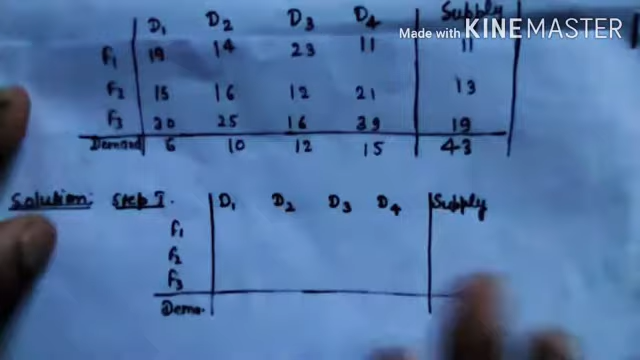 D1 D2 D3 D4 Supply
Made with KINEMASTER
F1 19 14 23 11 11
F2 15 16 12 21 13
F3 30 25 16 39 19
Demand 6 10 12 15 43
Solution: Step I. D1 D2 D3 D4 Supply
F1
F2
F3
Dema.